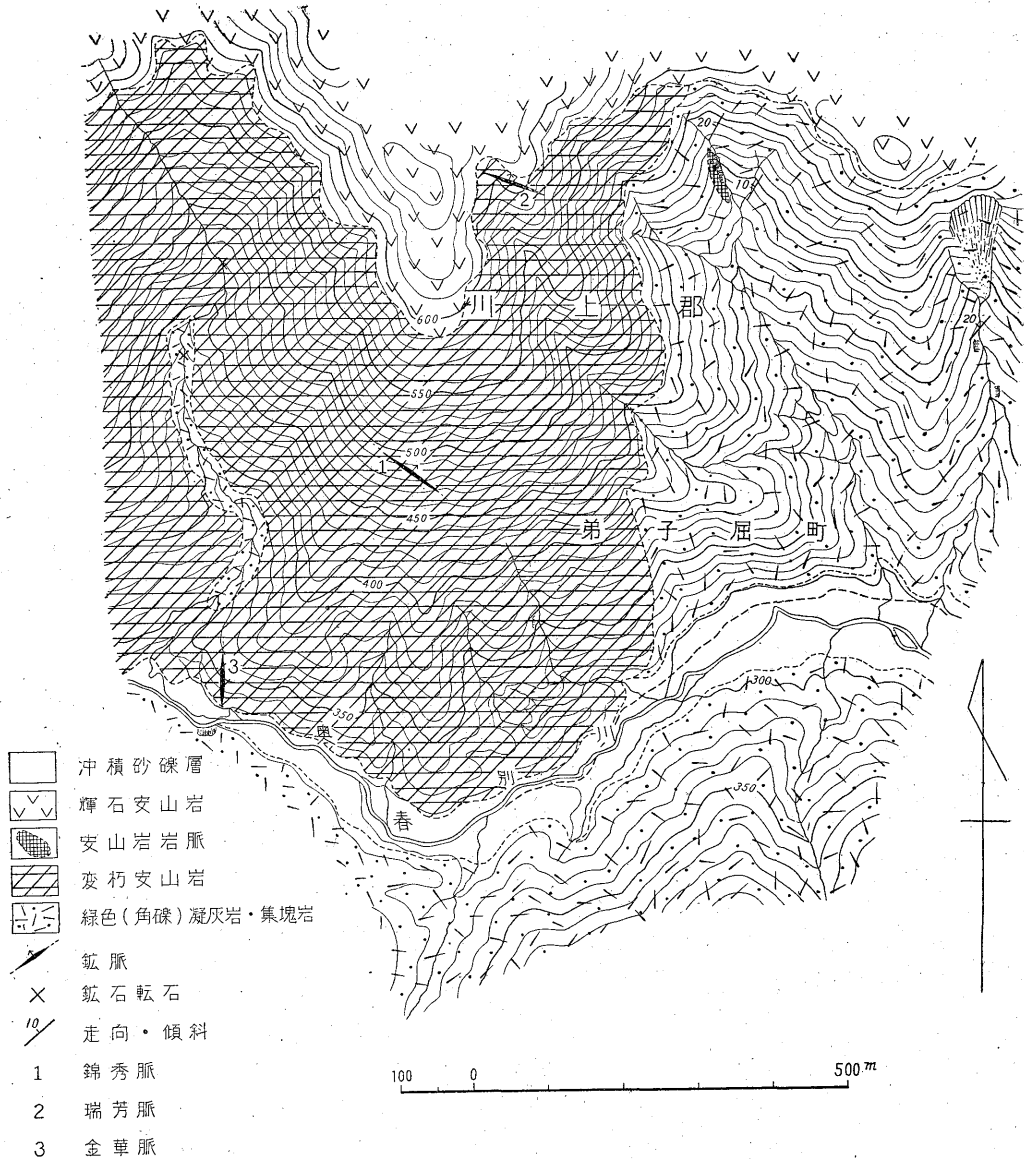 20
10
2
川上郡
600
20
550
500
1
450
弟子屈町
400
3
300
350
奥春別川
350
沖積砂礫層
輝石安山岩
安山岩岩脈
変朽安山岩
緑色(角礫)凝灰岩・集塊岩
鉱脈
鉱石転石
10 走向・傾斜
1 錦秀脈
2 瑞芳脈
3 金華脈
100 0 500 m